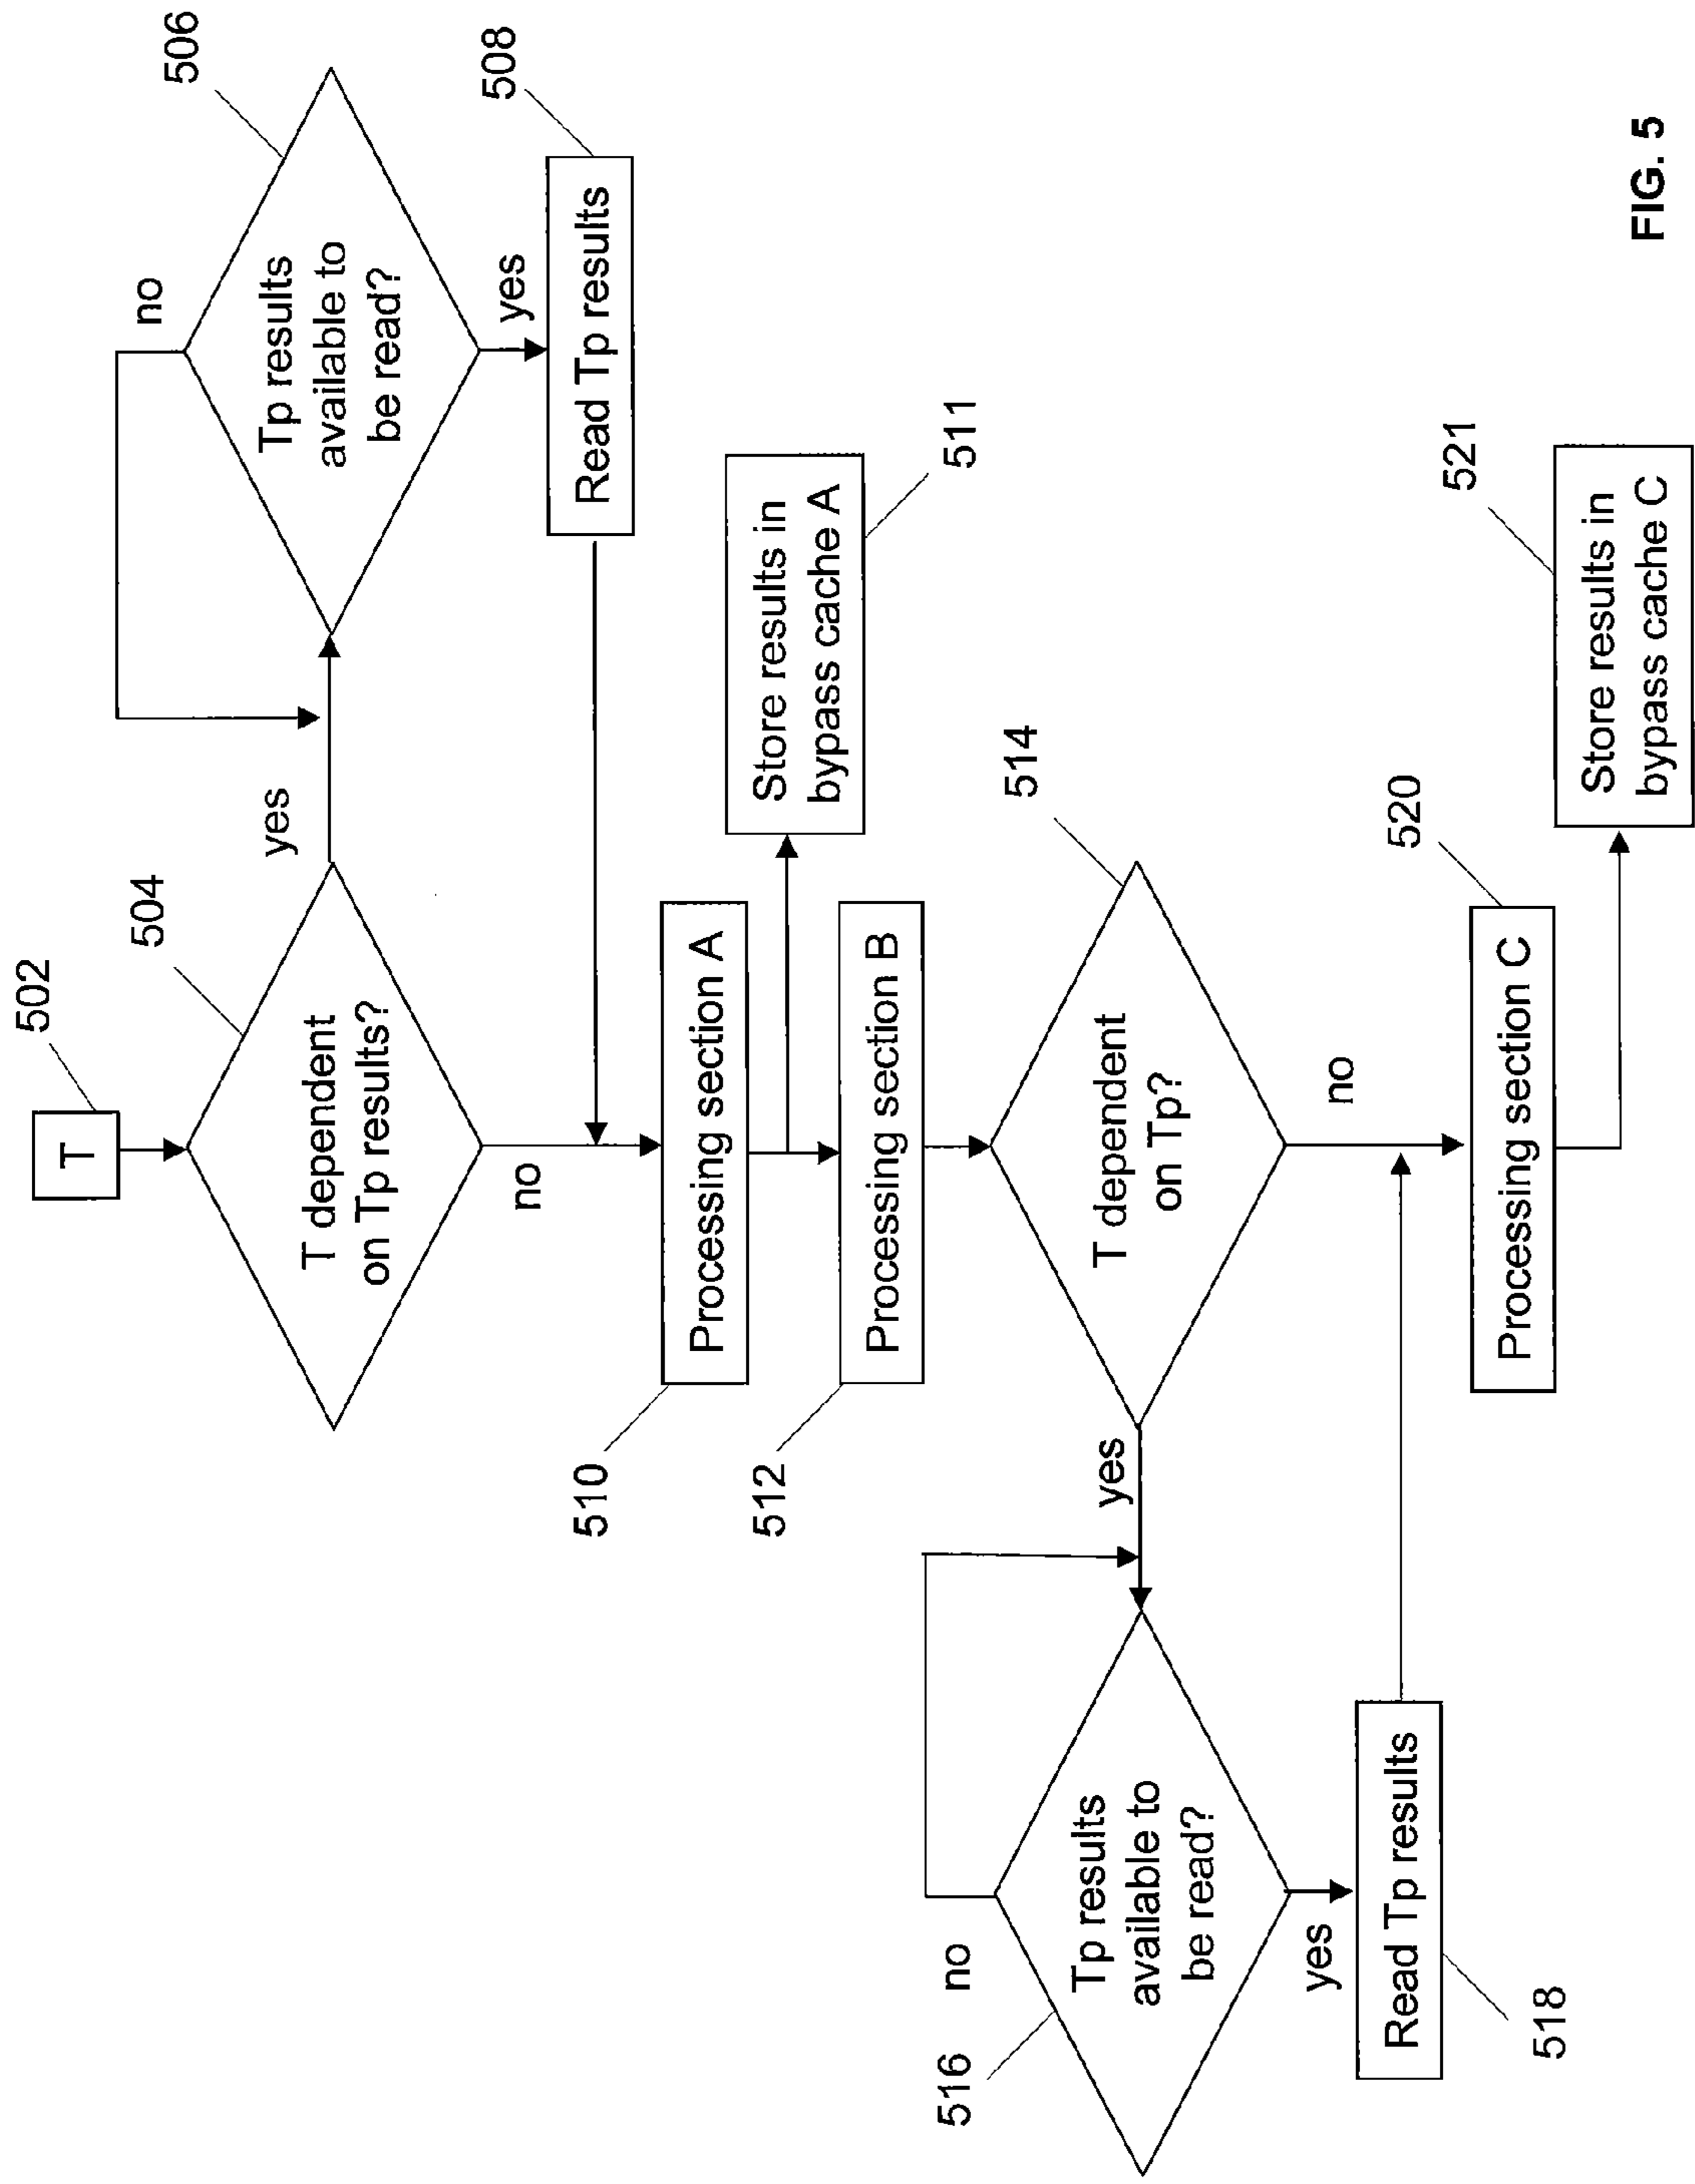 502
T
504
T dependent
on Tp results?
yes
no
506
no
Tp results
available to
be read?
yes
508
Read Tp results
510
Processing section A
Store results in
bypass cache A
511
512
Processing section B
514
T dependent
on Tp?
yes
no
516
no
Tp results
available to
be read?
yes
Read Tp results
518
520
Processing section C
521
Store results in
bypass cache C
FIG. 5